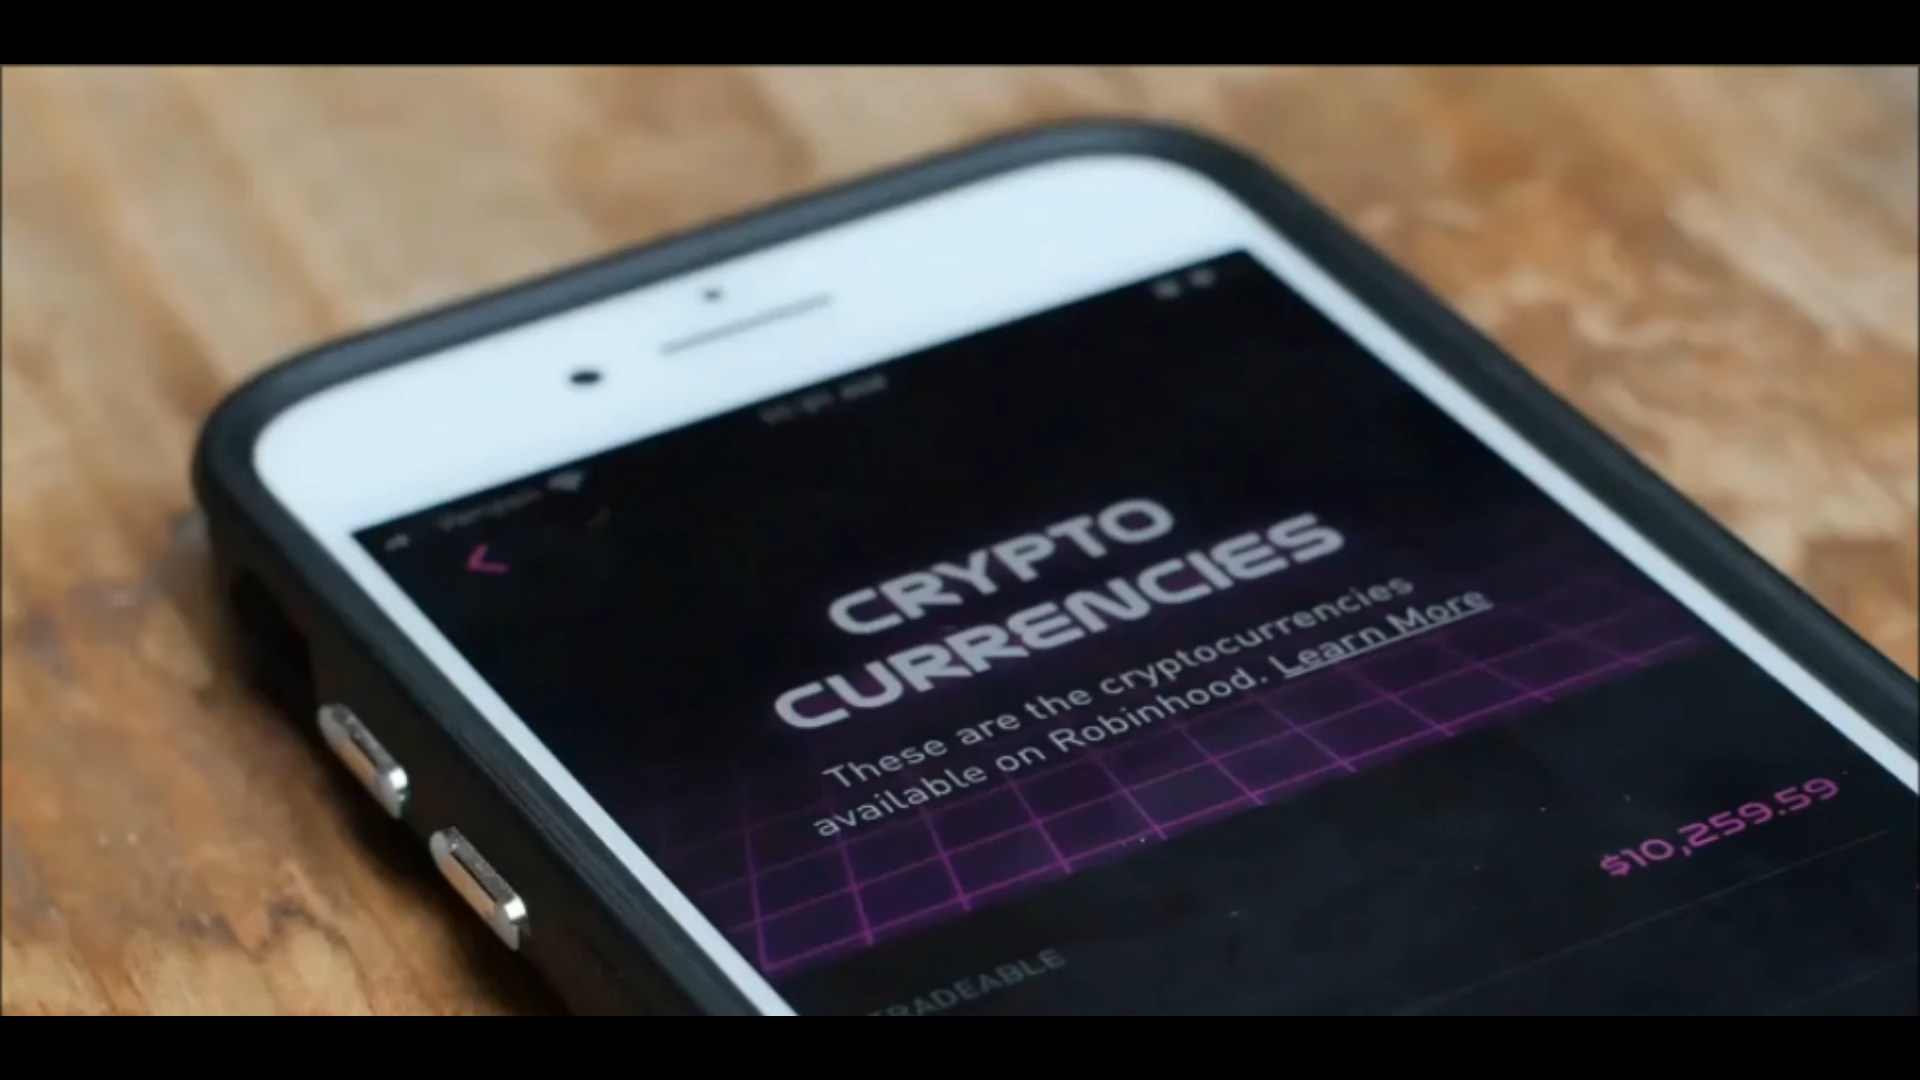 CRYPTO
CURRENCIES
These are the cryptocurrencies
available on Robinhood. Learn More
$10,259.59
TRADEABLE